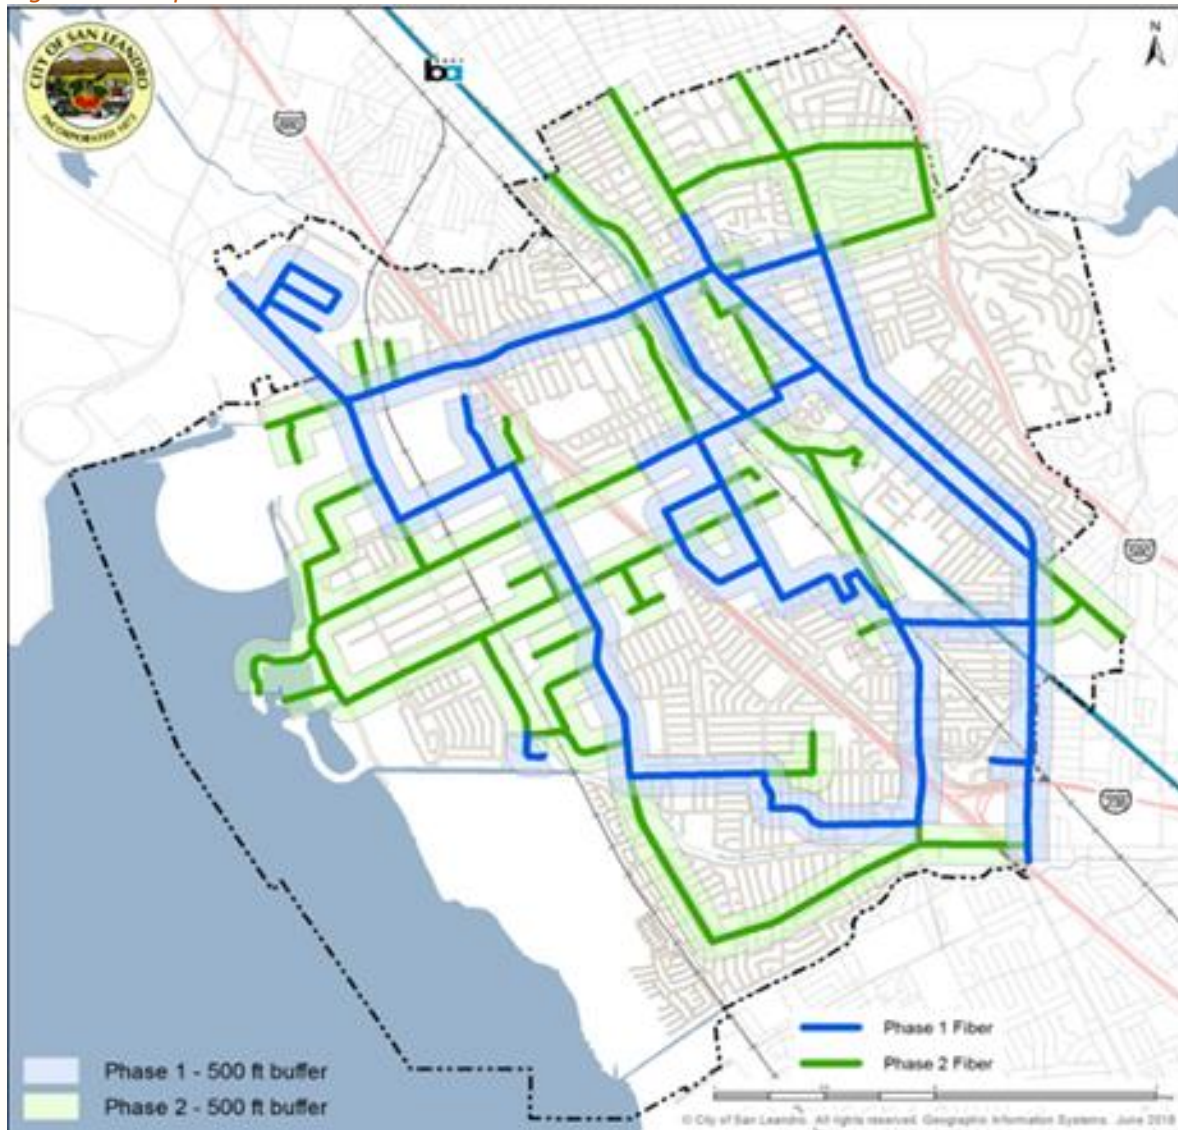 CITY OF SAN LEANDRO
INCORPORATED 1872
N
880
580
238
Phase 1 Fiber
Phase 2 Fiber
Phase 1 - 500 ft buffer
Phase 2 - 500 ft buffer
© City of San Leandro. All rights reserved. Geographic Information Systems. June 2018